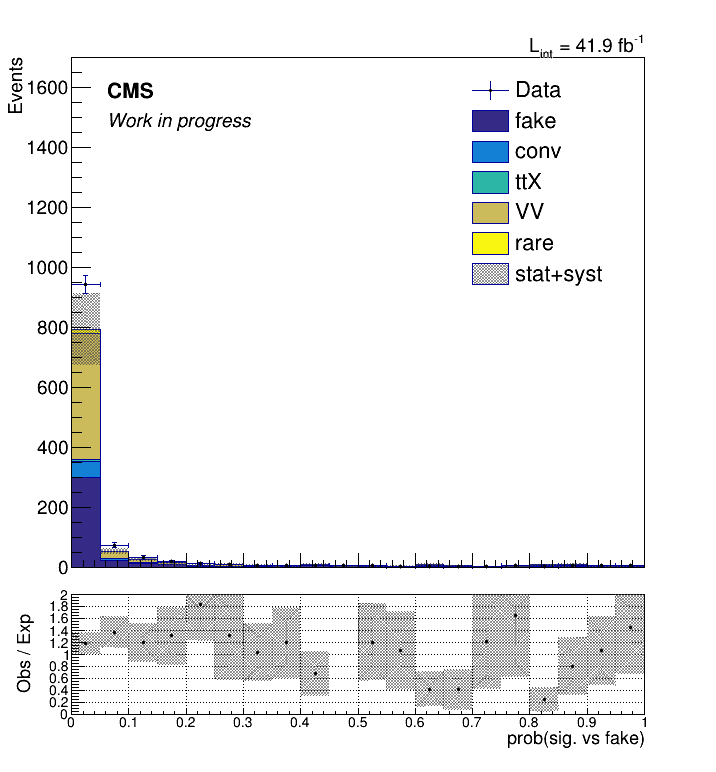 L_int = 41.9 fb^-1
Events
CMS
Work in progress
Data
fake
conv
ttX
VV
rare
stat+syst
1600
1400
1200
1000
800
600
400
200
0
Obs / Exp
2
1.8
1.6
1.4
1.2
1
0.8
0.6
0.4
0.2
0
0 0.1 0.2 0.3 0.4 0.5 0.6 0.7 0.8 0.9 1
prob(sig. vs fake)